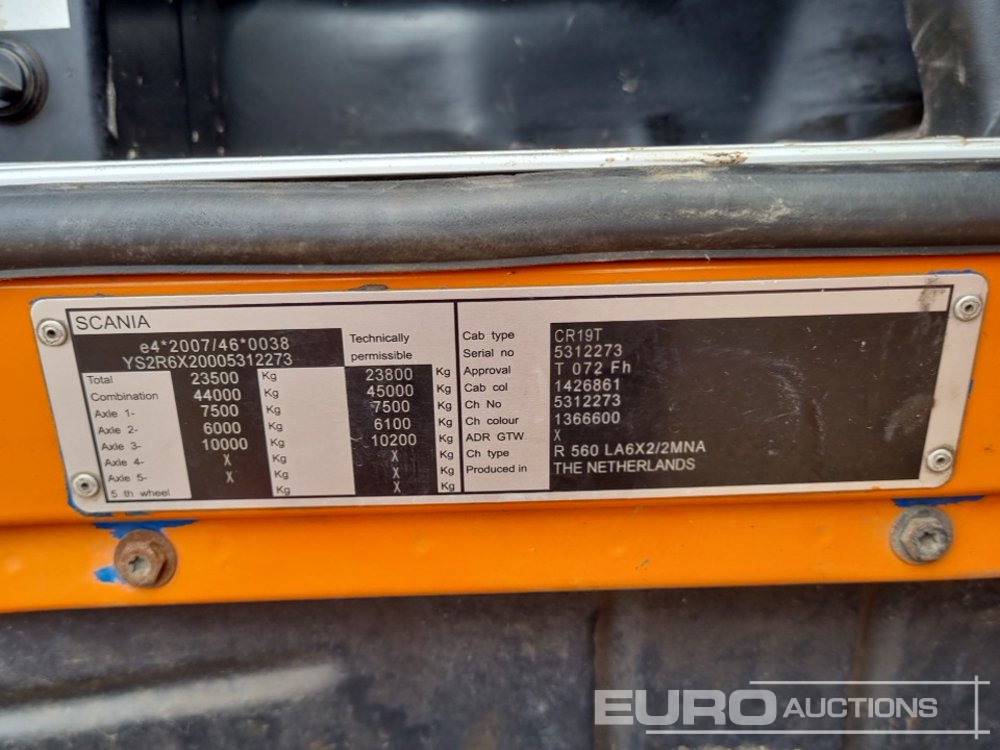 SCANIA
e4*2007/46*0038
YS2R6X20005312273
Technically permissible
Total 23500 Kg 23800 Kg
Combination 44000 45000 Kg
Axle 1- 7500 Kg 7500 Kg
Axle 2- 6000 Kg 6100 Kg
Axle 3- 10000 Kg 10200 Kg
Axle 4- X Kg X Kg
Axle 5- X Kg X Kg
5 th wheel Kg X Kg
Cab type CR19T
Serial no 5312273
Approval T 072 Fh
Cab col 1426861
Ch No 5312273
Ch colour 1366600
ADR GTW X
Ch type R 560 LA6X2/2MNA
Produced in THE NETHERLANDS
EURO AUCTIONS